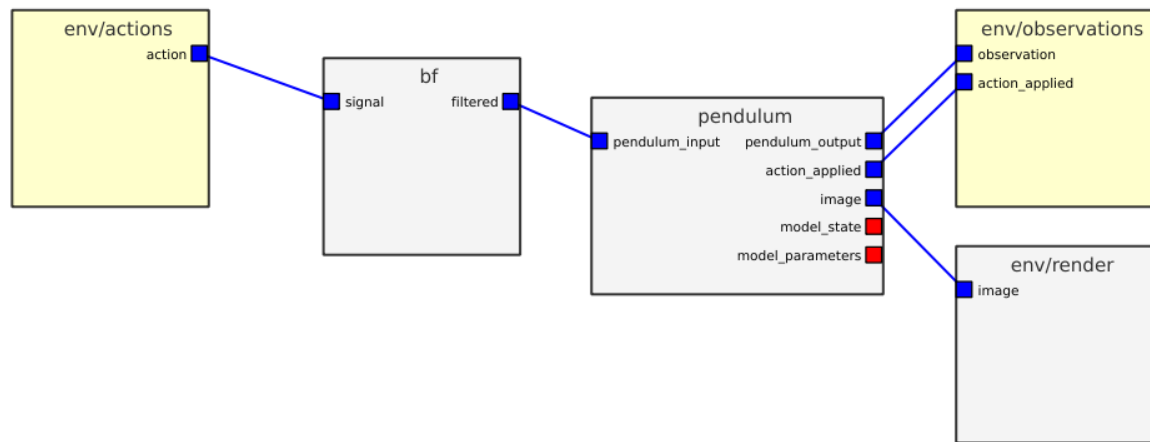 env/actions
action
bf
signal
filtered
pendulum
pendulum_input
pendulum_output
action_applied
image
model_state
model_parameters
env/observations
observation
action_applied
env/render
image